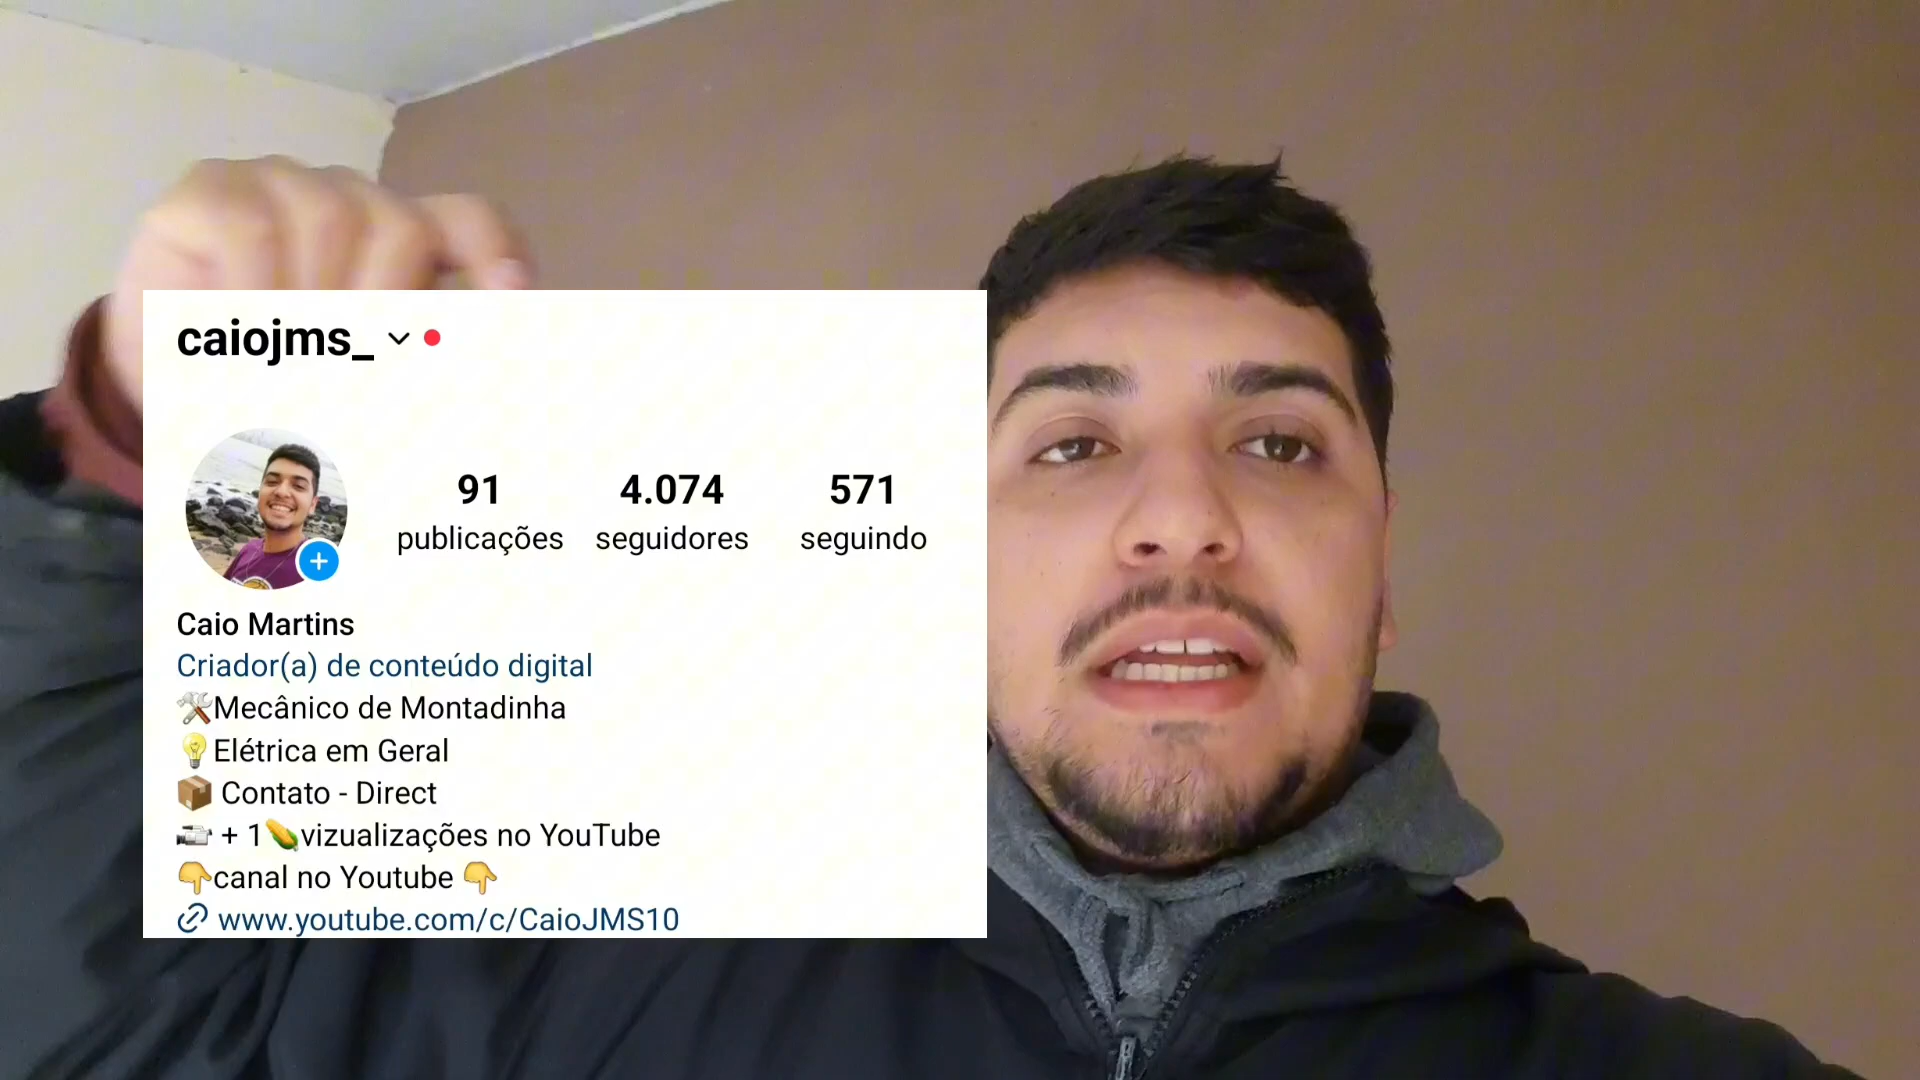 caiojms_
91 4.074 571
publicações seguidores seguindo
Caio Martins
Criador(a) de conteúdo digital
🛠️Mecânico de Montadinha
💡Elétrica em Geral
📦 Contato - Direct
📹 + 1🌽vizualizações no YouTube
👇canal no Youtube 👇
www.youtube.com/c/CaioJMS10